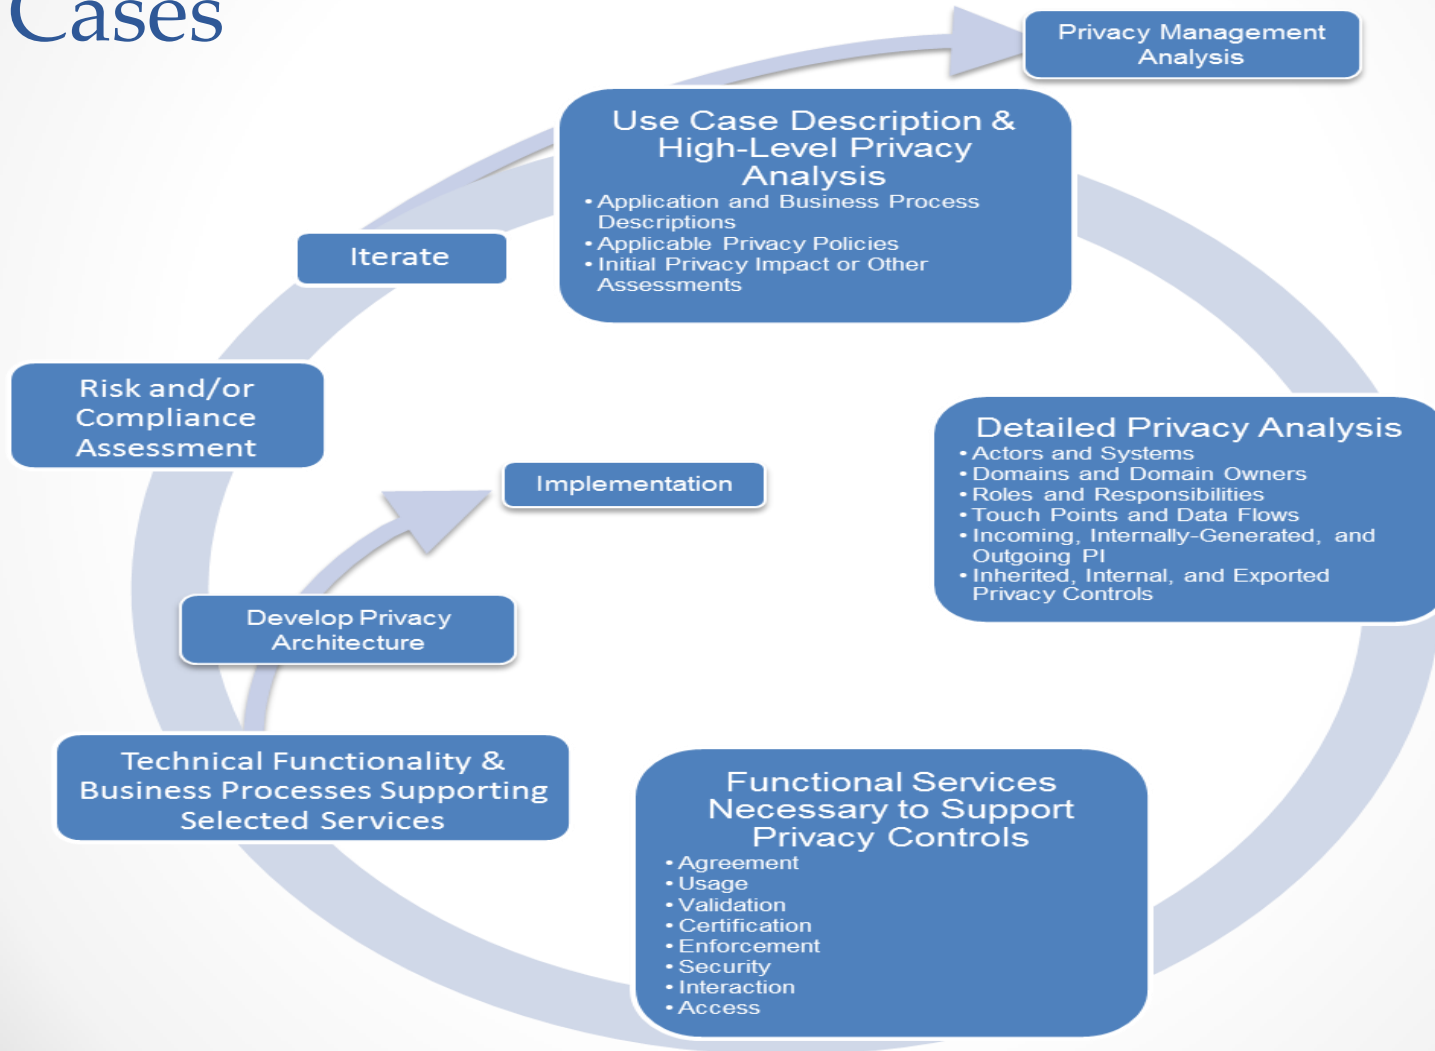 Cases
Privacy Management
Analysis
Use Case Description &
High-Level Privacy
Analysis
• Application and Business Process
Descriptions
• Applicable Privacy Policies
• Initial Privacy Impact or Other
Assessments
Iterate
Risk and/or
Compliance
Assessment
Detailed Privacy Analysis
• Actors and Systems
• Domains and Domain Owners
• Roles and Responsibilities
• Touch Points and Data Flows
• Incoming, Internally-Generated, and
Outgoing PI
• Inherited, Internal, and Exported
Privacy Controls
Implementation
Develop Privacy
Architecture
Technical Functionality &
Business Processes Supporting
Selected Services
Functional Services
Necessary to Support
Privacy Controls
• Agreement
• Usage
• Validation
• Certification
• Enforcement
• Security
• Interaction
• Access